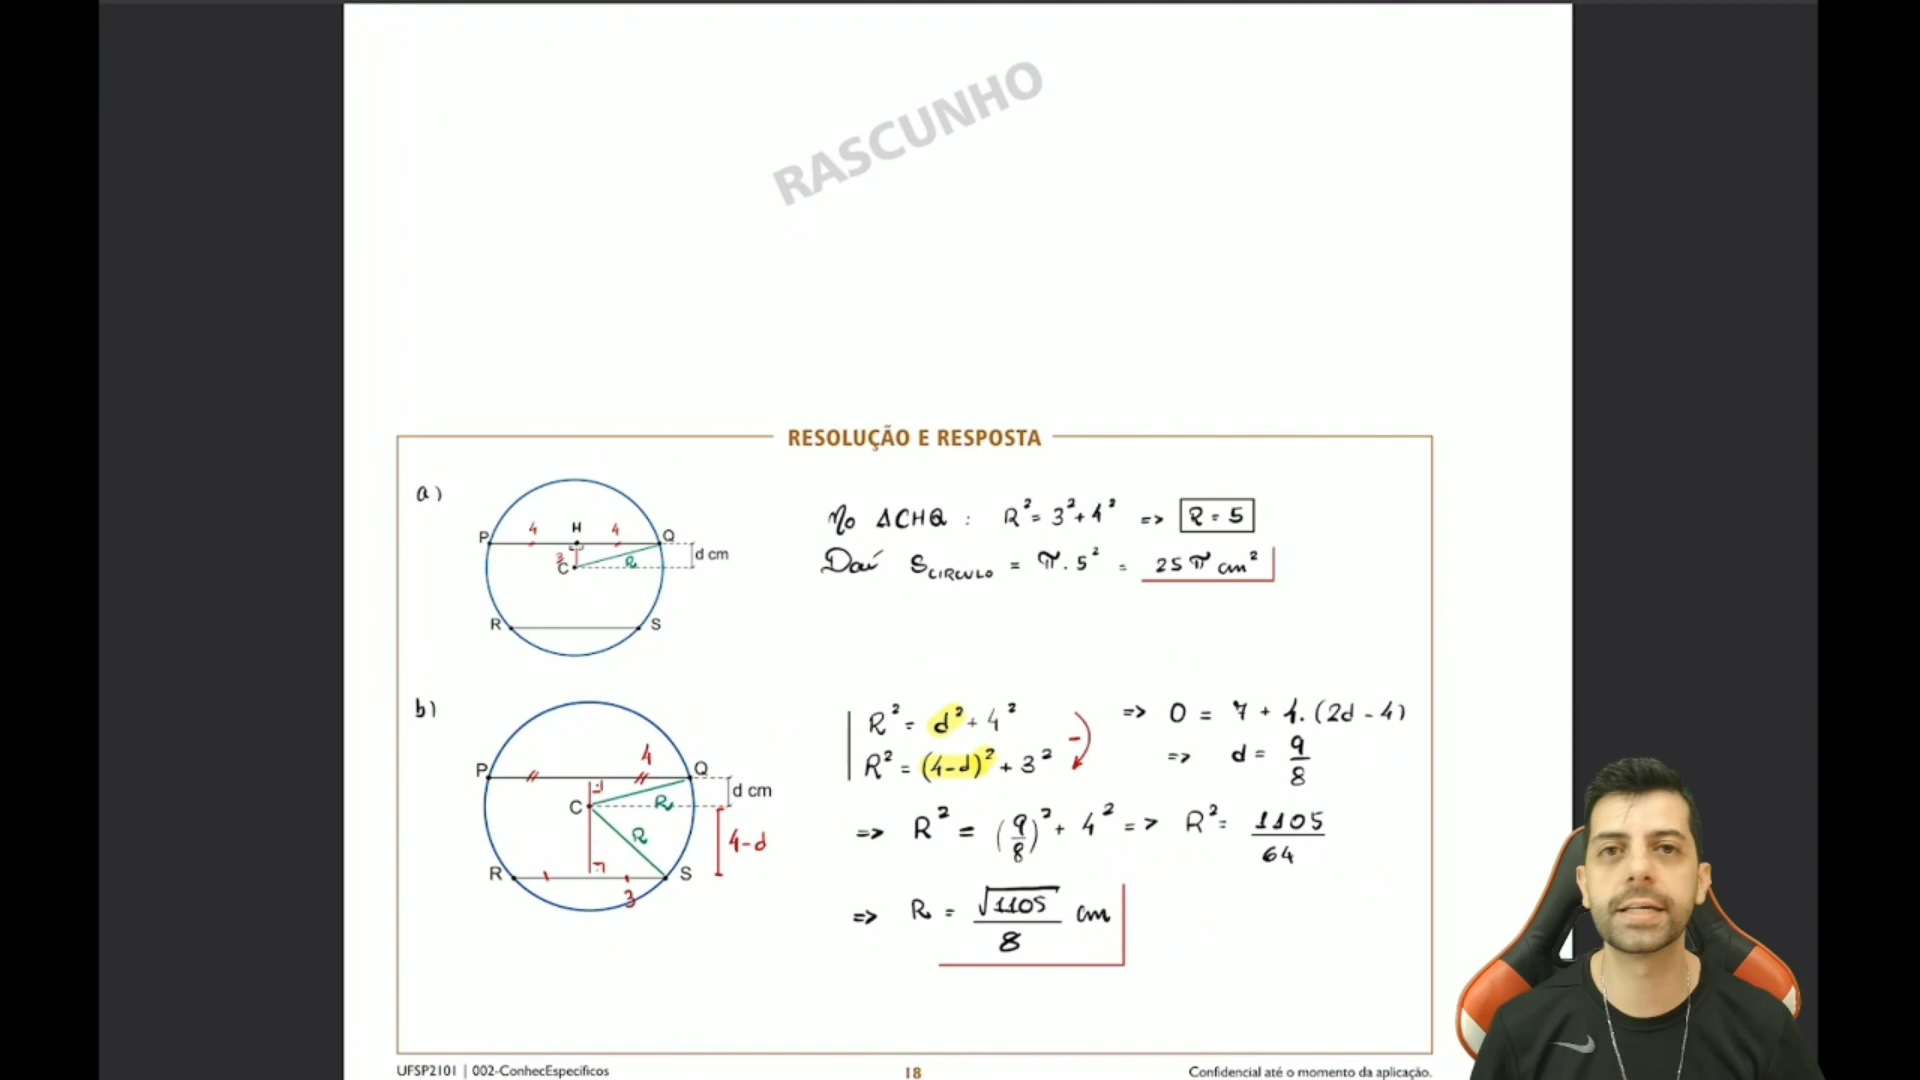 RASCUNHO
RESOLUÇÃO E RESPOSTA
a)
P 4 H 4 Q
3 C R d cm
R S
No ΔCHQ : R² = 3² + 4² => R = 5
Daí S_CIRCULO = π . 5² = 25 π cm²
b)
P 4 Q
C R d cm
R 4-d
R 3 S
R² = d² + 4²
R² = (4-d)² + 3² -
=> 0 = 7 + 4. (2d - 4)
=> d = 9/8
=> R² = (9/8)² + 4² => R² = 1105/64
=> R = √1105/8 cm
UFSP2101 | 002-ConhecEspecíficos 18 Confidencial até o momento da aplicação.